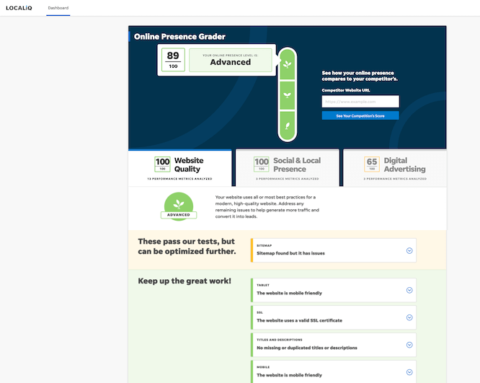 LOCALiQ
Dashboard
Online Presence Grader
89
100
YOUR ONLINE PRESENCE LEVEL IS:
Advanced
See how your online presence
compares to your competitor's.
Competitor Website URL
See Your Competitor's Score
100
100
Website
Quality
PERFORMANCE METRICS ANALYZED
100
100
Social & Local
Presence
PERFORMANCE METRICS ANALYZED
65
100
Digital
Advertising
PERFORMANCE METRICS ANALYZED
ADVANCED
Your website uses all or most best practices for a
modern, high-quality website. Address any
remaining issues to help generate more traffic and
convert it into leads.
These pass our tests, but
can be optimized further.
SITEMAP
Sitemap found but it has issues
Keep up the great work!
TABLET
The website is mobile friendly
SSL
The website uses a valid SSL certificate
TITLES AND DESCRIPTIONS
No missing or duplicated titles or descriptions
MOBILE
The website is mobile friendly